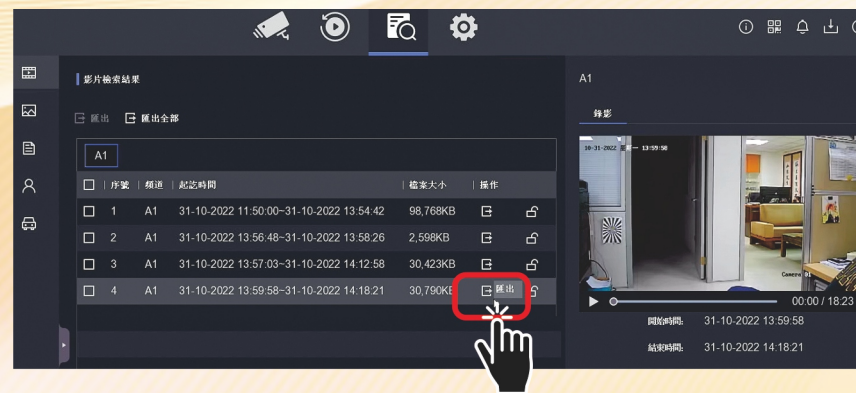 影片檢索結果
匯出 匯出全部
A1
序號 頻道 起訖時間 檔案大小 操作
1 A1 31-10-2022 11:50:00~31-10-2022 13:54:42 98,768KB
2 A1 31-10-2022 13:56:48~31-10-2022 13:58:26 2,598KB
3 A1 31-10-2022 13:57:03~31-10-2022 14:12:58 30,423KB
4 A1 31-10-2022 13:59:58~31-10-2022 14:18:21 30,790KB 匯出
A1
錄影
10-31-2022 星期一 13:59:58
Camera 01
00:00 / 18:23
開始時間: 31-10-2022 13:59:58
結束時間: 31-10-2022 14:18:21